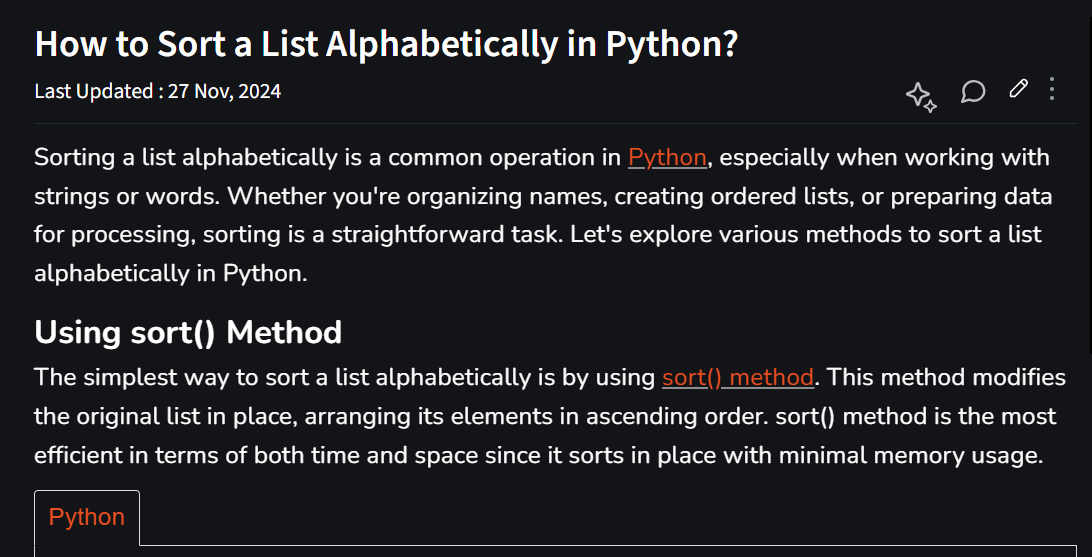 How to Sort a List Alphabetically in Python?
Last Updated : 27 Nov, 2024
Sorting a list alphabetically is a common operation in Python, especially when working with
strings or words. Whether you're organizing names, creating ordered lists, or preparing data
for processing, sorting is a straightforward task. Let's explore various methods to sort a list
alphabetically in Python.
Using sort() Method
The simplest way to sort a list alphabetically is by using sort() method. This method modifies
the original list in place, arranging its elements in ascending order. sort() method is the most
efficient in terms of both time and space since it sorts in place with minimal memory usage.
Python